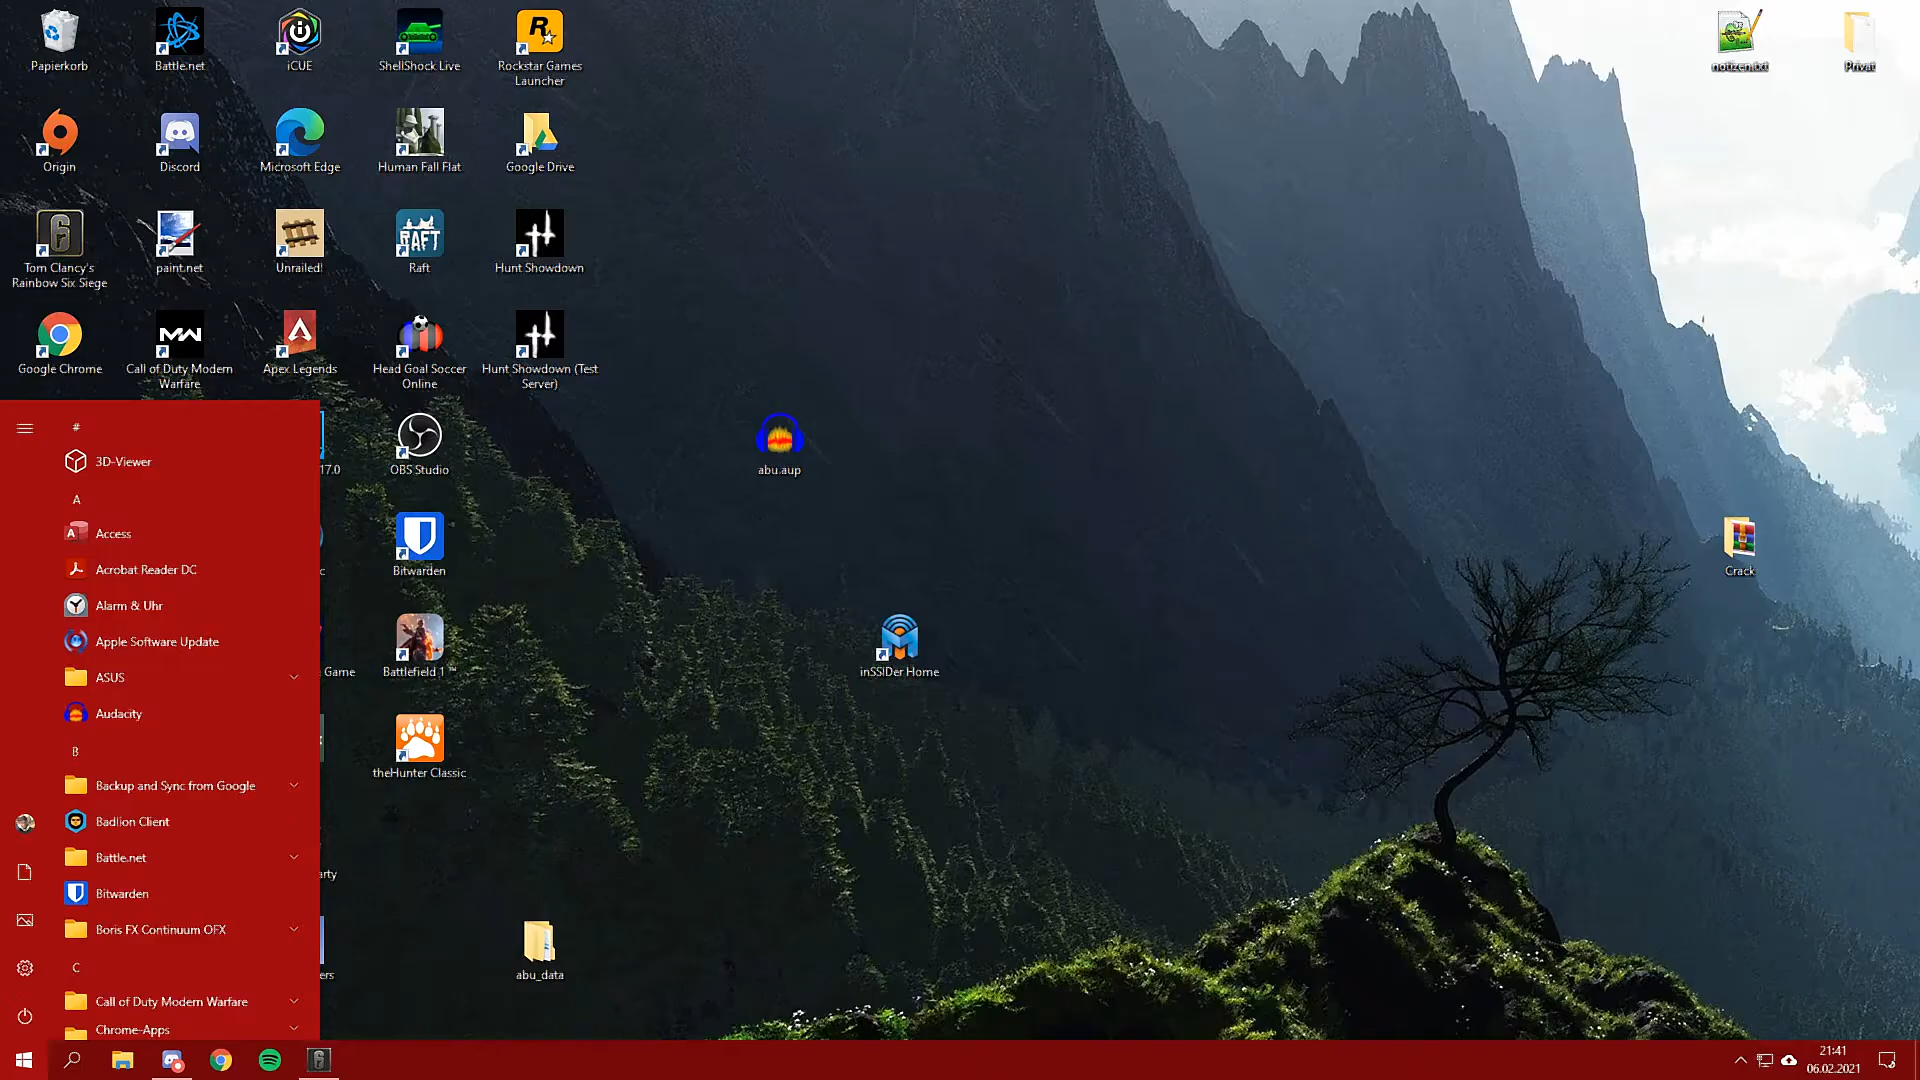 Papierkorb
Battle.net
iCUE
ShellShock Live
Rockstar Games
Launcher
notizen.txt
Privat
Origin
Discord
Microsoft Edge
Human Fall Flat
Google Drive
Tom Clancy's
Rainbow Six Siege
paint.net
Unrailed!
RAFT
Raft
Hunt Showdown
Google Chrome
Call of Duty Modern
Warfare
Apex Legends
Head Goal Soccer
Online
Hunt Showdown (Test
Server)
#
3D-Viewer
A
Access
Acrobat Reader DC
Alarm & Uhr
Apple Software Update
ASUS
Audacity
B
Backup and Sync from Google
Badlion Client
Battle.net
Bitwarden
Boris FX Continuum OFX
C
Call of Duty Modern Warfare
Chrome-Apps
17.0
OBS Studio
abu.aup
c
Bitwarden
Crack
Game
Battlefield 1 ™
inSSIDer Home
theHunter Classic
arty
ers
abu_data
21:41
06.02.2021